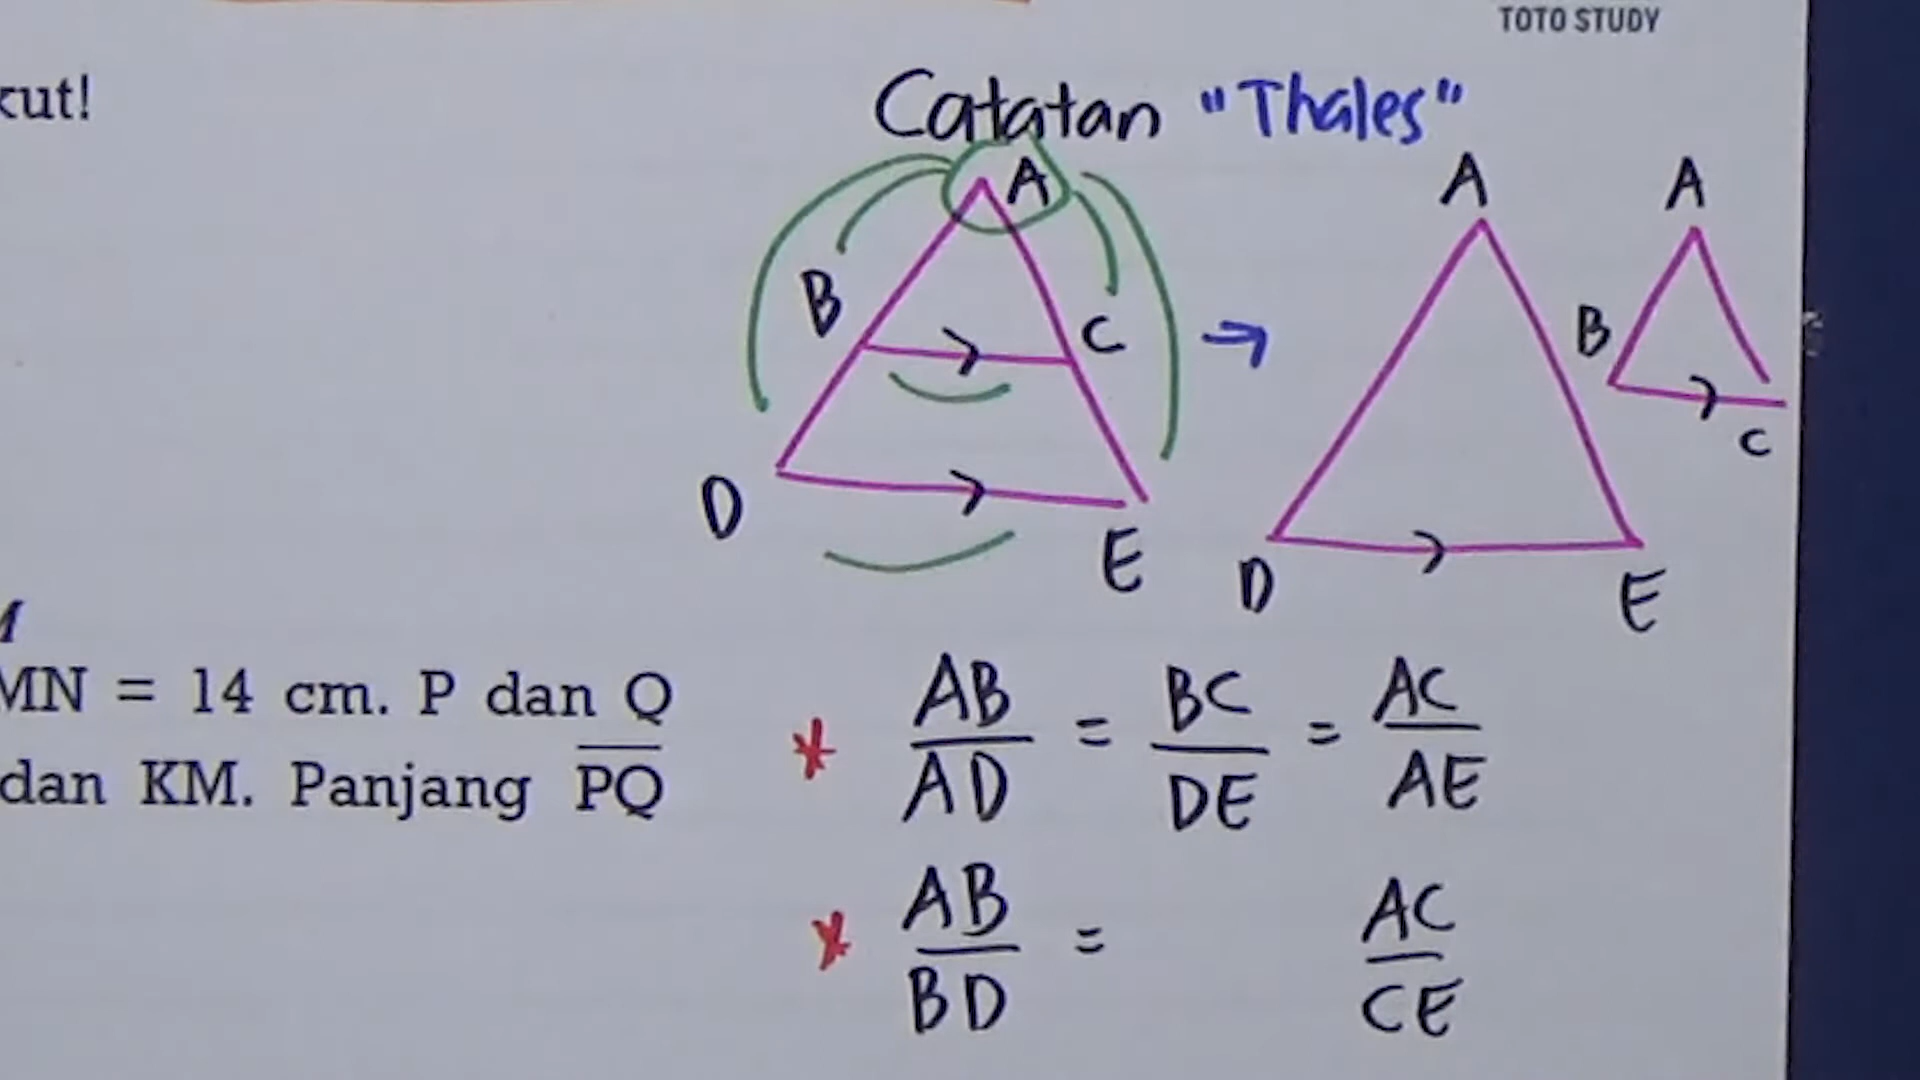 TOTO STUDY
kut!
Catatan "Thales"
A
B
C
D
E
A
D
E
A
B
C
M
MN = 14 cm. P dan Q
dan KM. Panjang PQ
* AB/AD = BC/DE = AC/AE
* AB/BD = AC/CE